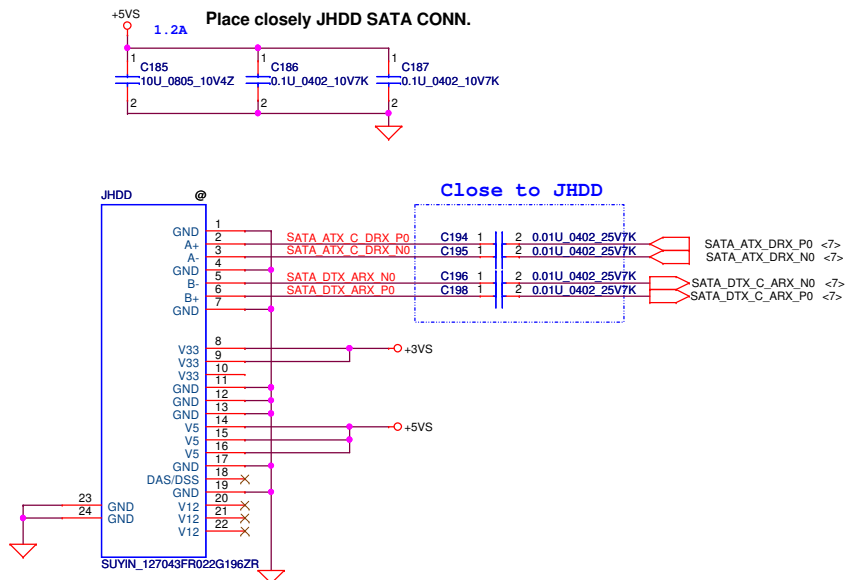 +5VS
Place closely JHDD SATA CONN.
1.2A
1 1 1
C185 C186 C187
10U_0805_10V4Z .1U_0402_10V7K .1U_0402_10V7K
2 2 2
JHDD @
Close to JHDD
GND 1
A+ 2 SATA_ATX_C_DRX_P0 C194 1 2 0.01U_0402_25V7K SATA_ATX_DRX_P0 <7>
A- 3 SATA_ATX_C_DRX_N0 C195 1 2 0.01U_0402_25V7K SATA_ATX_DRX_N0 <7>
GND 4
B- 5 SATA_DTX_ARX_N0 C196 1 2 0.01U_0402_25V7K SATA_DTX_C_ARX_N0 <7>
B+ 6 SATA_DTX_ARX_P0 C198 1 2 0.01U_0402_25V7K SATA_DTX_C_ARX_P0 <7>
GND 7
V33 8 +3VS
V33 9
V33 10
GND 11
GND 12
GND 13
V5 14 +5VS
V5 15
V5 16
GND 17
DAS/DSS 18
GND 19
V12 20
V12 21
V12 22
23 GND
24 GND
SUYIN_127043FR022G196ZR